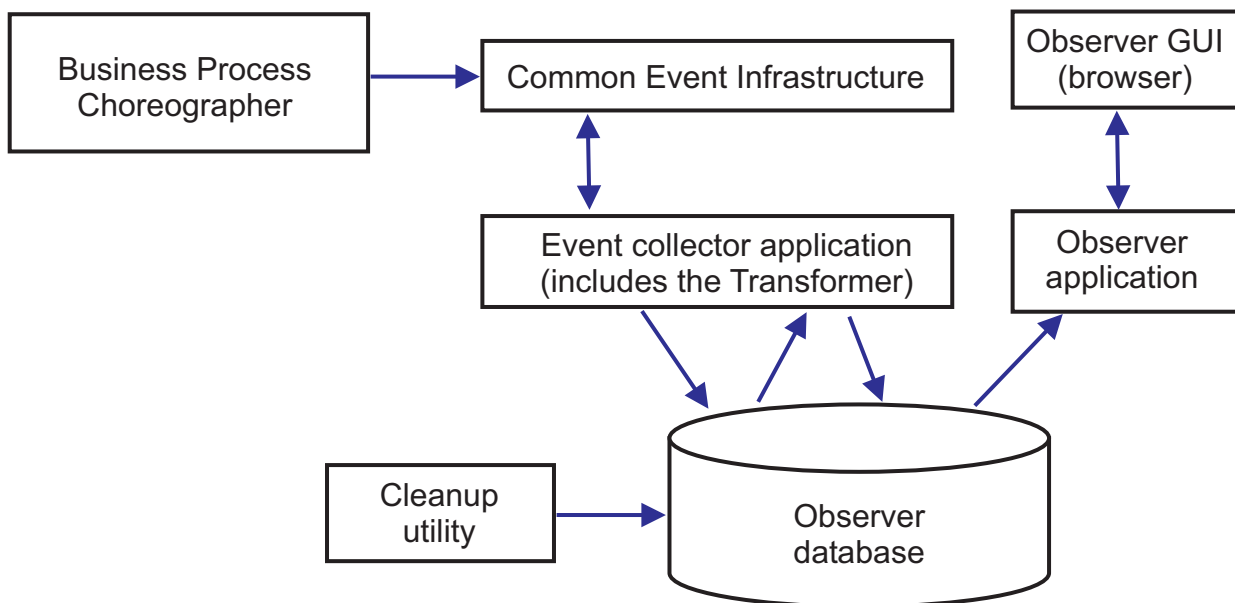 Business Process
Choreographer
Common Event Infrastructure
Observer GUI
(browser)
Event collector application
(includes the Transformer)
Observer
application
Cleanup
utility
Observer
database